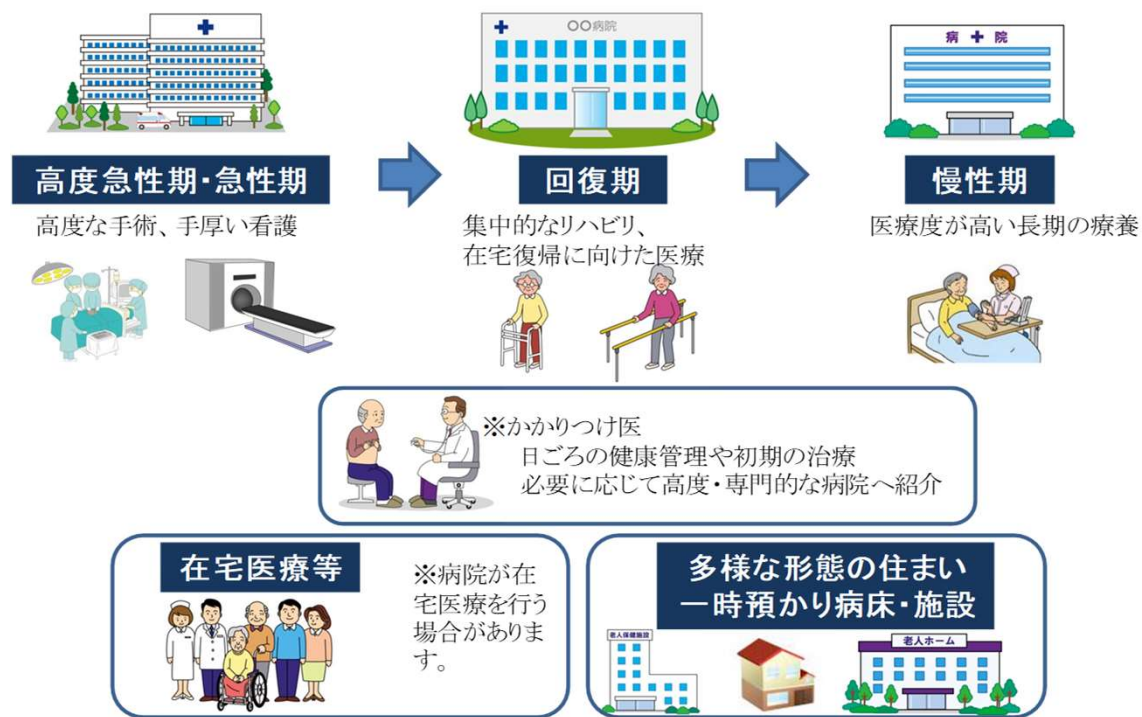 〇〇病院
病 院
高度急性期・急性期
回復期
慢性期
高度な手術、手厚い看護
集中的なリハビリ、
在宅復帰に向けた医療
医療度が高い長期の療養
※かかりつけ医
日ごろの健康管理や初期の治療
必要に応じて高度・専門的な病院へ紹介
在宅医療等
※病院が在
宅医療を行う
場合がありま
す。
多様な形態の住まい
一時預かり病床・施設
老人保健施設
老人ホーム